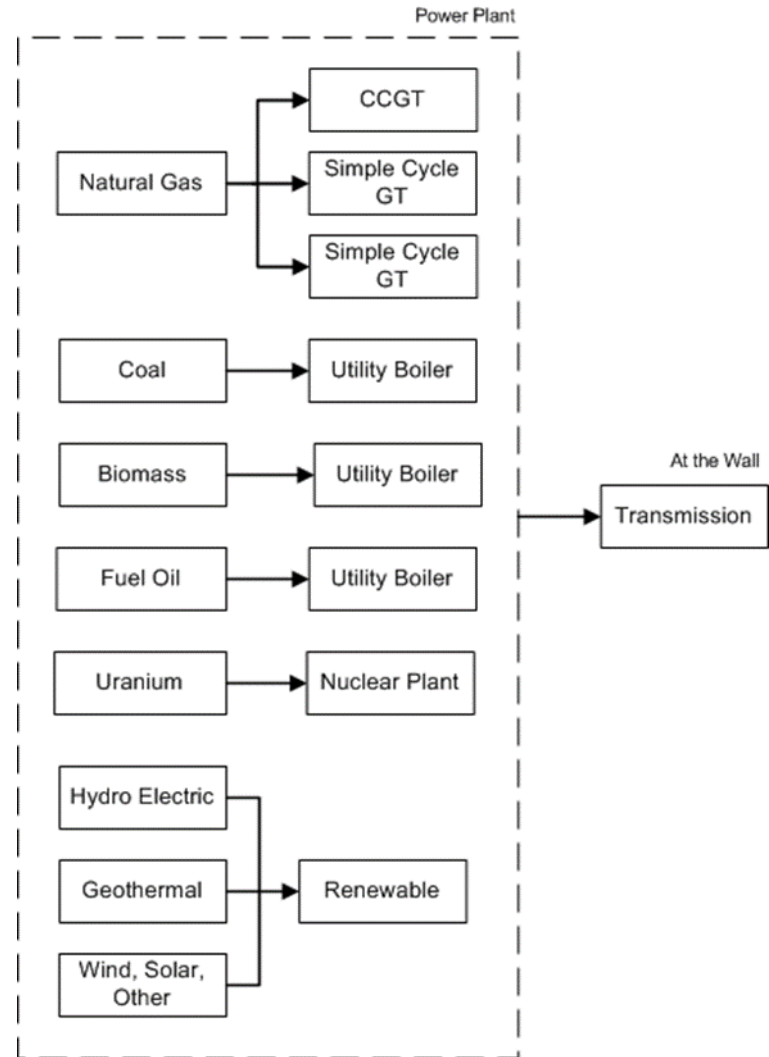 Power Plant
CCGT
Natural Gas
Simple Cycle
GT
Simple Cycle
GT
Coal
Utility Boiler
Biomass
Utility Boiler
At the Wall
Transmission
Fuel Oil
Utility Boiler
Uranium
Nuclear Plant
Hydro Electric
Geothermal
Renewable
Wind, Solar,
Other